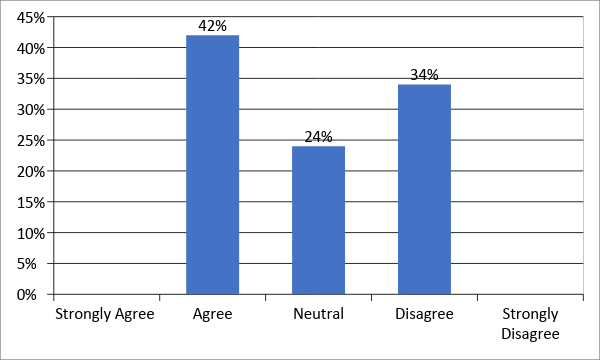 45%
40%
35%
30%
25%
20%
15%
10%
5%
0%
42%
24%
34%
Strongly Agree
Agree
Neutral
Disagree
Strongly
Disagree